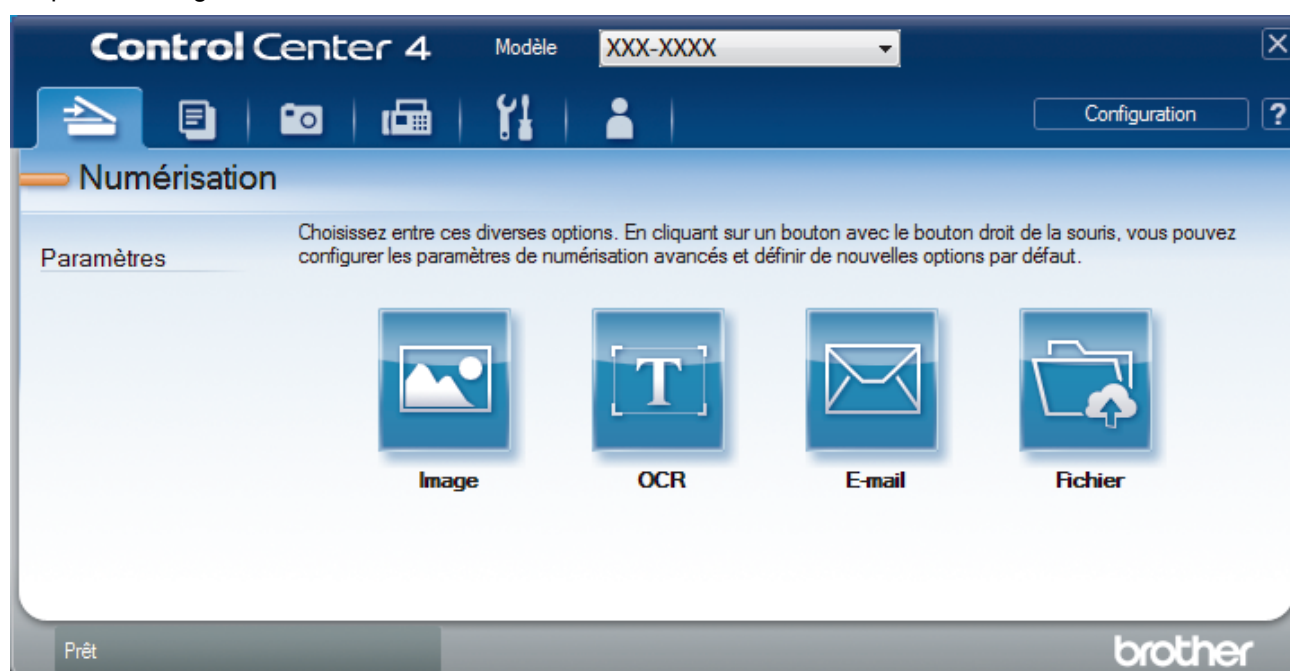 Control Center 4
Modèle
XXX-XXXX
Configuration
?
Numérisation
Paramètres
Choisissez entre ces diverses options. En cliquant sur un bouton avec le bouton droit de la souris, vous pouvez
configurer les paramètres de numérisation avancés et définir de nouvelles options par défaut.
T
Image
OCR
E-mail
Fichier
Prêt
brother